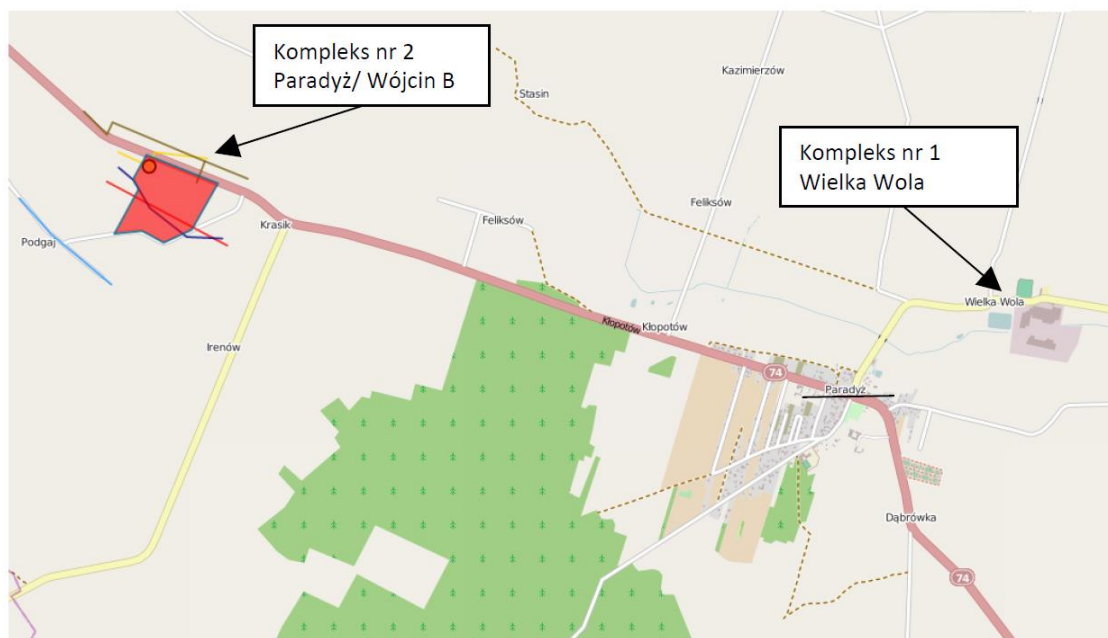 Kompleks nr 2
Paradyż/ Wójcin B
Kazimierzów
Stasin
Kompleks nr 1
Wielka Wola
Feliksów
Feliksów
Krasik
Podgaj
Wielka Wola
Kłopotów
Kłopotów
Irenów
74
Paradyż
Dąbrówka
74